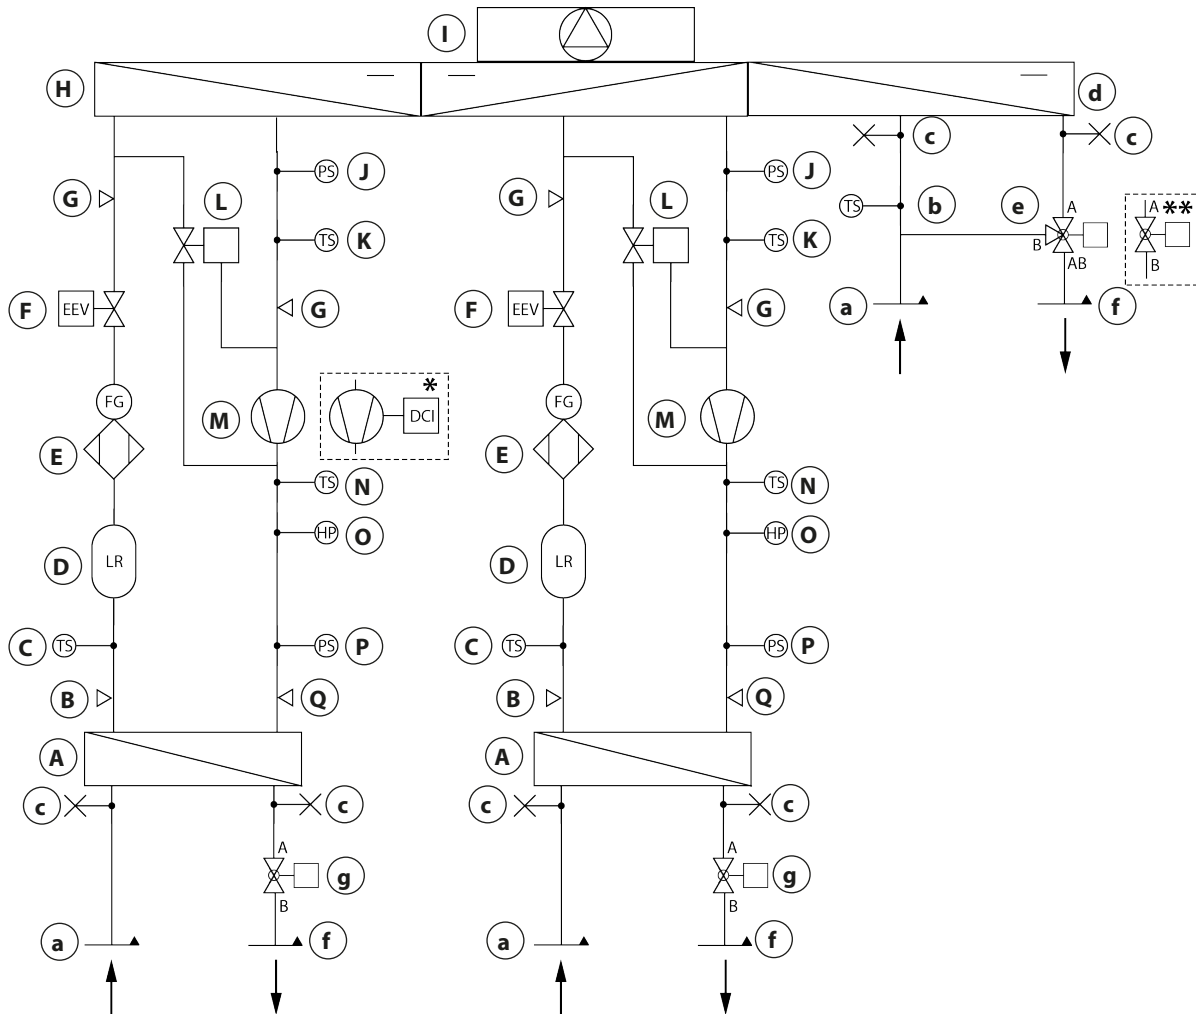 I
H
d
c
c
G
L
PS
J
G
L
PS
J
TS
b
e
A
A
**
TS
K
TS
K
B
AB
B
F
EEV
G
F
EEV
G
a
f
FG
M
*
DCI
FG
M
E
TS
N
E
TS
N
HP
O
HP
O
D
LR
D
LR
C
TS
PS
P
C
TS
PS
P
B
Q
B
Q
A
A
c
c
c
c
A
g
A
g
B
B
a
f
a
f